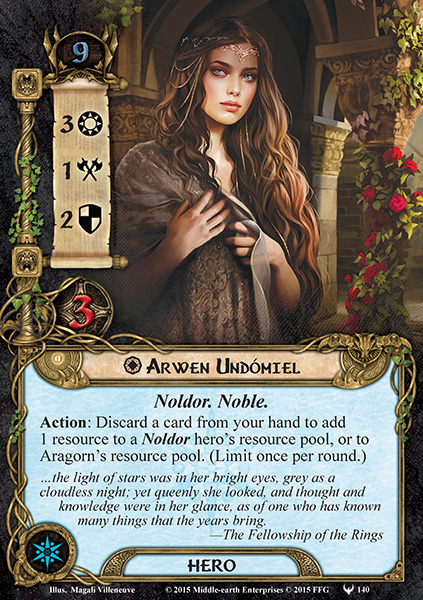 9
3
1
2
3
ARWEN UNDÓMIEL
Noldor. Noble.
Action: Discard a card from your hand to add
1 resource to a Noldor hero's resource pool, or to
Aragorn's resource pool. (Limit once per round.)
...the light of stars was in her bright eyes, grey as a
cloudless night; yet queenly she looked, and thought and
knowledge were in her glance, as of one who has known
many things that the years bring.
—The Fellowship of the Rings
HERO
Illus. Magali Villeneuve © 2015 Middle-earth Enterprises © 2015 FFG 140